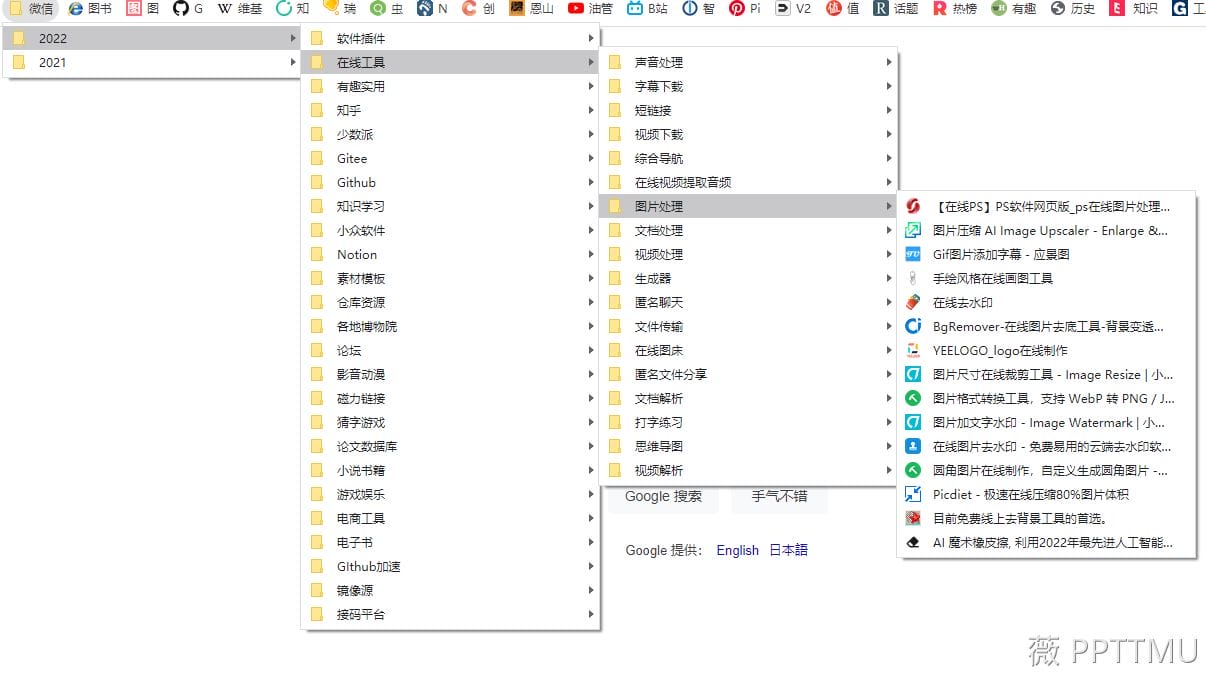 微信 图书 图 G 维基 知 瑞 虫 N 创 恩山 油管 B站 智 Pi V2 值 话题 热榜 有趣 历史 知识
2022
2021
软件插件
在线工具
有趣实用
知乎
少数派
Gitee
Github
知识学习
小众软件
Notion
素材模板
仓库资源
各地博物院
论坛
影音动漫
磁力链接
猜字游戏
论文数据库
小说书籍
游戏娱乐
电商工具
电子书
GIthub加速
镜像源
接码平台
声音处理
字幕下载
短链接
视频下载
综合导航
在线视频提取音频
图片处理
文档处理
视频处理
生成器
匿名聊天
文件传输
在线图床
匿名文件分享
文档解析
打字练习
思维导图
视频解析
【在线PS】PS软件网页版_ps在线图片处理...
图片压缩 AI Image Upscaler - Enlarge &...
Gif图片添加字幕 - 应景图
手绘风格在线画图工具
在线去水印
BgRemover-在线图片去底工具-背景变透...
YEELOGO_logo在线制作
图片尺寸在线裁剪工具 - Image Resize | 小...
图片格式转换工具，支持 WebP 转 PNG / J...
图片加文字水印 - Image Watermark | 小...
在线图片去水印 - 免费易用的云端去水印软...
圆角图片在线制作，自定义生成圆角图片 -...
Picdiet - 极速在线压缩80%图片体积
目前免费线上去背景工具的首选。
AI 魔术橡皮擦, 利用2022年最先进人工智能...
Google 搜索 手气不错
Google 提供： English 日本語
薇 PPTTMU